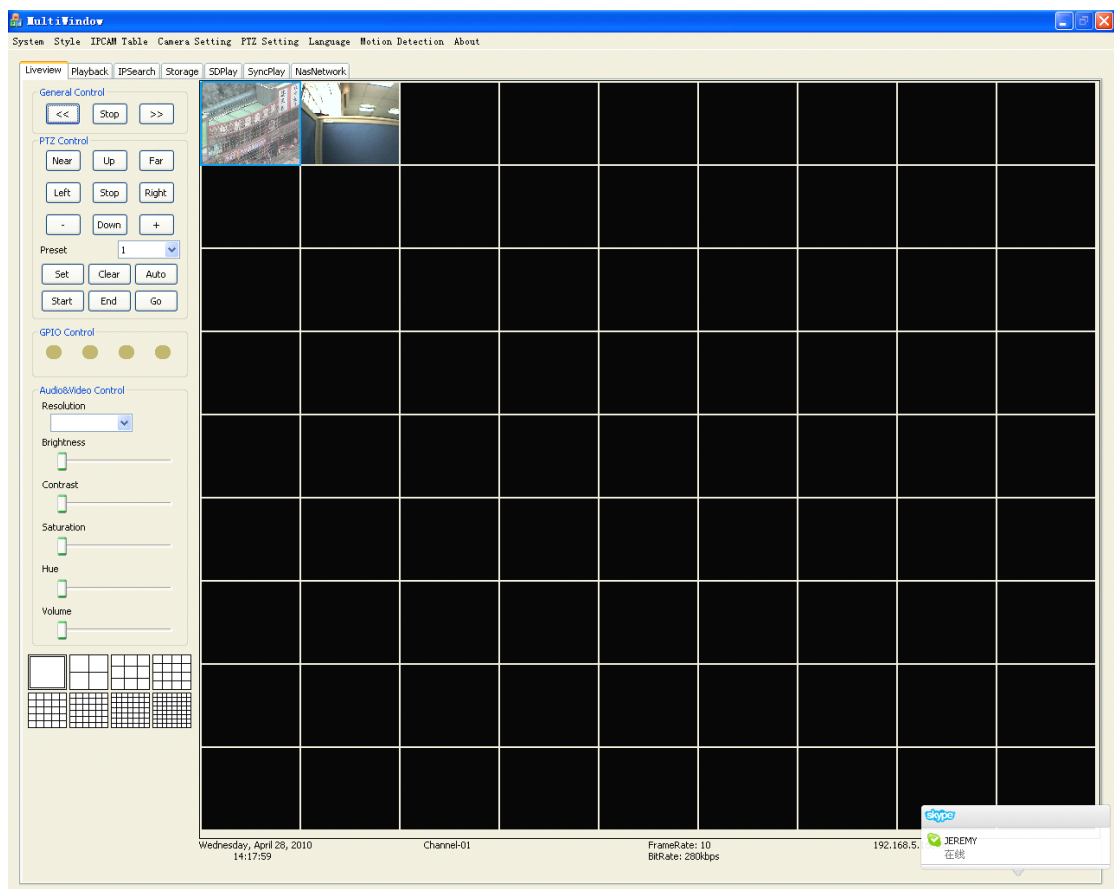 MultiWindow
System Style IPCAM Table Camera Setting PTZ Setting Language Motion Detection About
Liveview Playback IPSearch Storage SDPlay SyncPlay NasNetwork
General Control
<< Stop >>
PTZ Control
Near Up Far
Left Stop Right
- Down +
Preset 1
Set Clear Auto
Start End Go
GPIO Control
Audio&Video Control
Resolution
Brightness
Contrast
Saturation
Hue
Volume
Wednesday, April 28, 2010
14:17:59
Channel-01
FrameRate: 10
BitRate: 280kbps
192.168.5.
skype
JEREMY
在线